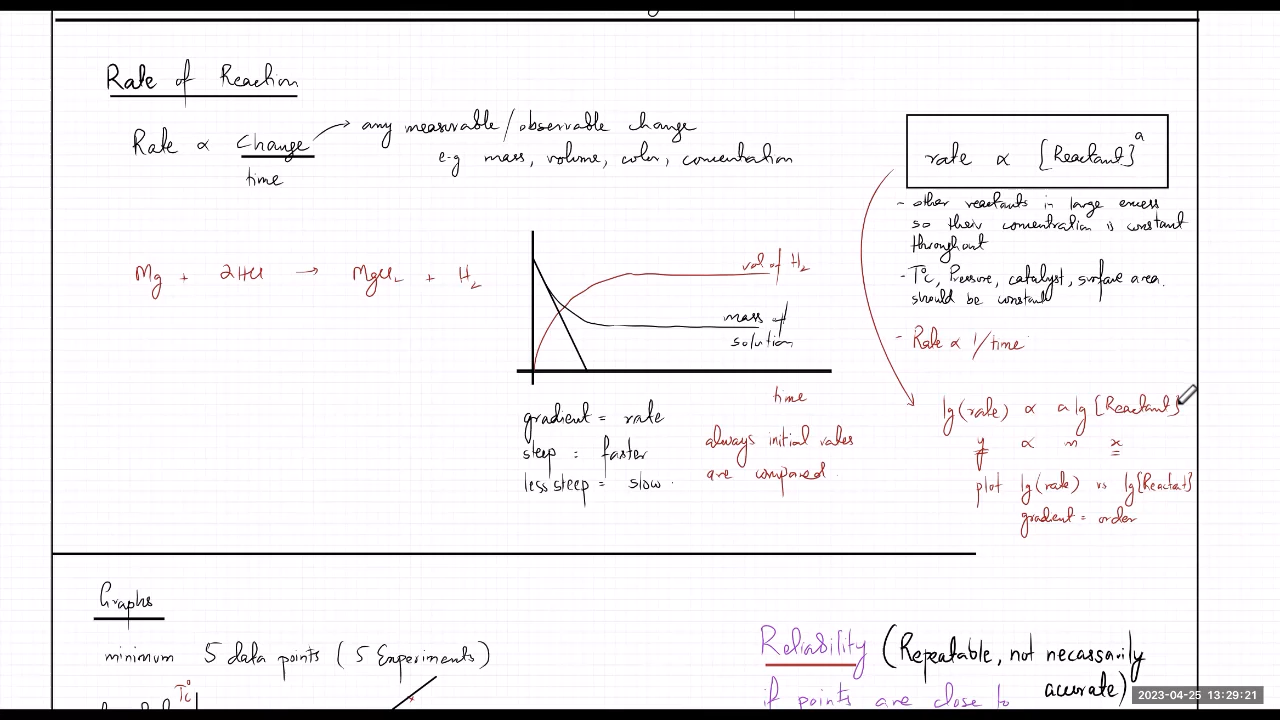 Rate of Reaction
Rate ∝ Change
time
any measurable/observable change
e.g mass, volume, color, concentration
Mg + 2HCl → MgCl₂ + H₂
vol of H₂
mass of
solution
time
gradient = rate
steep = faster
less steep = slow.
always initial rates
are compared
rate ∝ [Reactant]ᵃ
- other reactants in large excess
so their concentration is constant
throughout
- T°C, Pressure, catalyst, surface area.
should be constant
- Rate ∝ 1/time
lg(rate) ∝ a lg[Reactant]
y ∝ m x
plot lg(rate) vs lg[Reactant]
gradient = order
Graphs
minimum 5 data points (5 Experiments)
T°C
Reliability (Repeatable, not necassarily
accurate)
if points are close to
2023-04-25 13:29:21